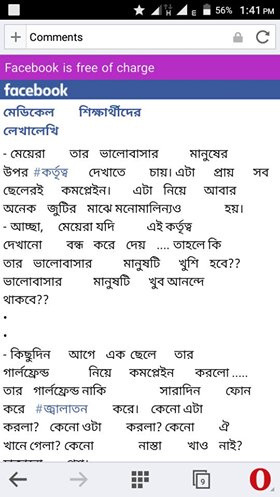 56% 1:41 PM
Comments
Facebook is free of charge
facebook
মেডিকেল শিক্ষার্থীদের
লেখালেখি
- মেয়েরা তার ভালোবাসার মানুষের
উপর #কর্তৃত্ব দেখাতে চায়। এটা প্রায় সব
ছেলেরই কমপ্লেইন। এটা নিয়ে আবার
অনেক জুটির মাঝে মনোমালিন্যও হয়।
- আচ্ছা, মেয়েরা যদি এই কর্তৃত্ব
দেখানো বন্ধ করে দেয় .... তাহলে কি
তার ভালোবাসার মানুষটি খুশি হবে??
ভালোবাসার মানুষটি খুব আনন্দে
থাকবে??
•
•
- কিছুদিন আগে এক ছেলে তার
গার্লফ্রেন্ড নিয়ে কমপ্লেইন করলো .....
তার গার্লফ্রেন্ড নাকি সারাদিন ফোন
করে #জ্বালাতন করে। কেনো এটা
করলা? কেনো ওটা করলা? কেনো ঐ
খানে গেলা? কেনো নাস্তা খাও নাই?
9